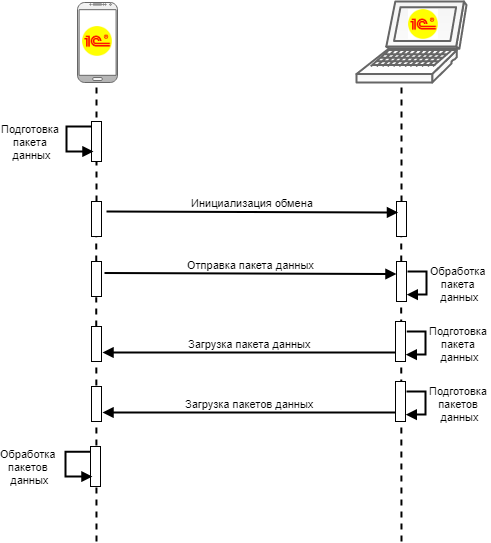 1С
1С
Подготовка
пакета
данных
Инициализация обмена
Отправка пакета данных
Обработка
пакета
данных
Загрузка пакета данных
Подготовка
пакета
данных
Загрузка пакетов данных
Подготовка
пакетов
данных
Обработка
пакетов
данных